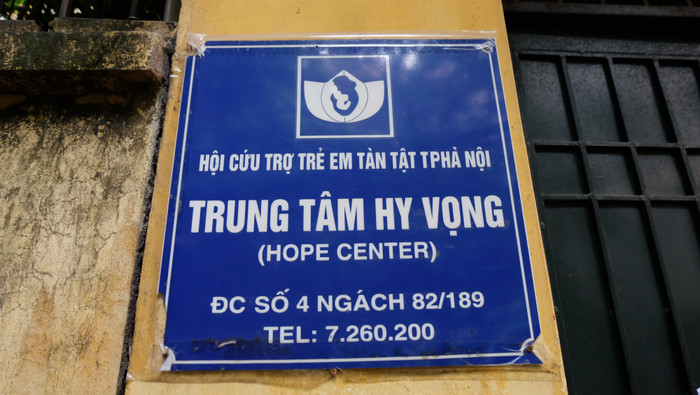 HỘI CỨU TRỢ TRẺ EM TÀN TẬT TPHÀ NỘI
TRUNG TÂM HY VỌNG
(HOPE CENTER)
ĐC SỐ 4 NGÁCH 82/189
TEL: 7.260.200